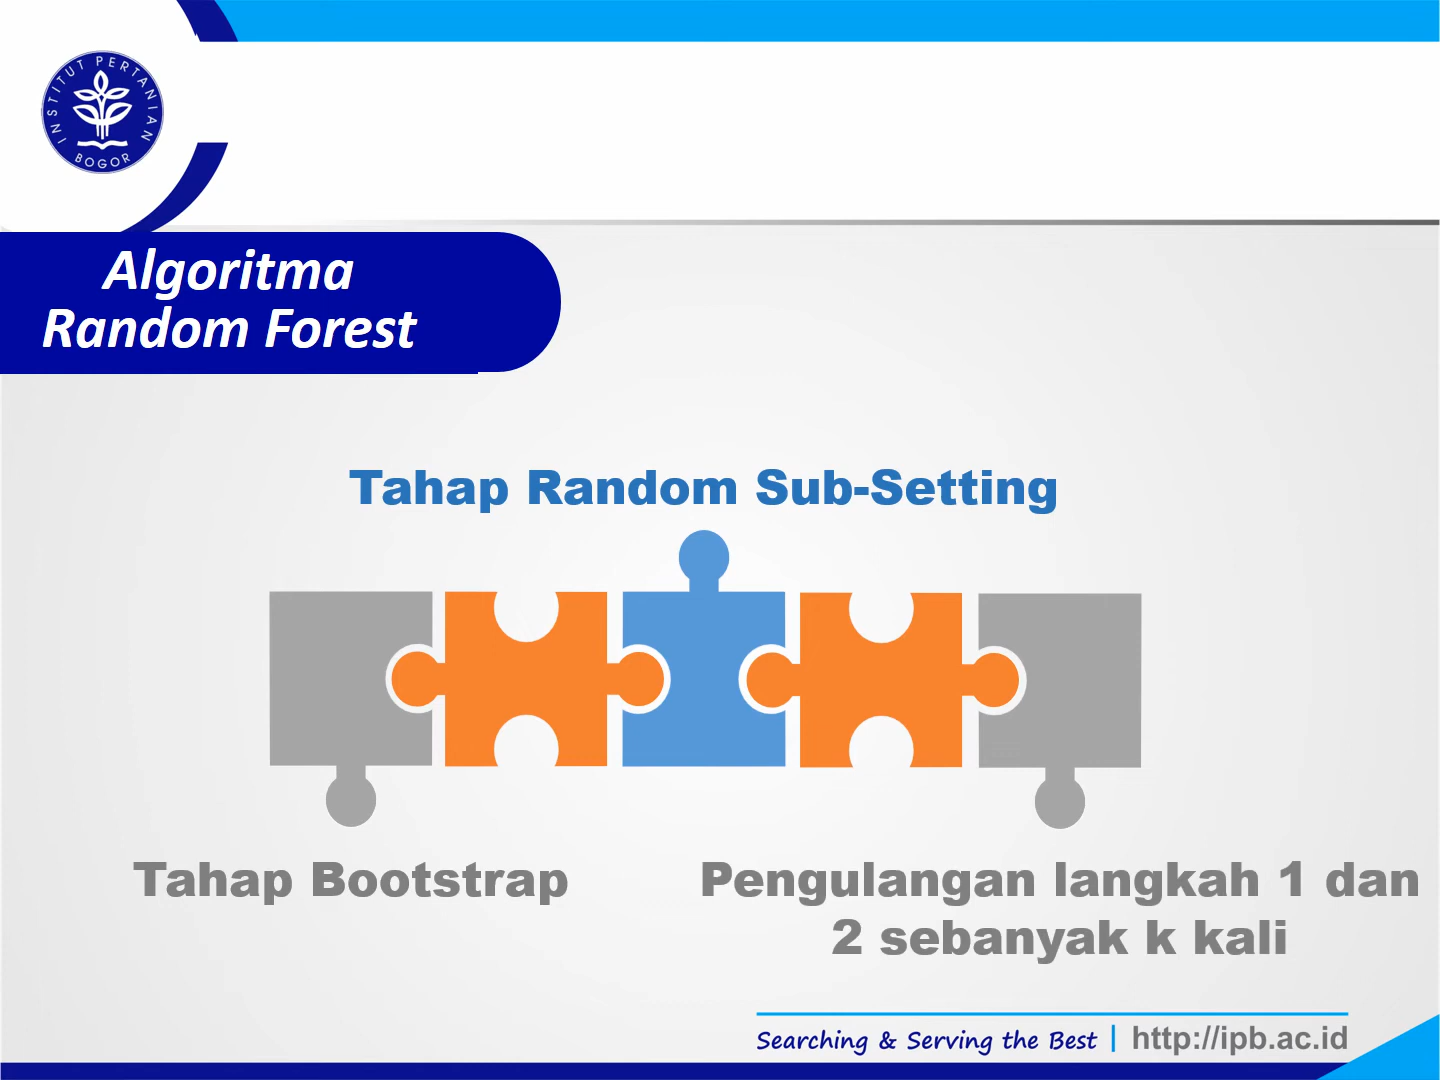 INSTITUT PERTANIAN
BOGOR
Algoritma
Random Forest
Tahap Random Sub-Setting
Tahap Bootstrap
Pengulangan langkah 1 dan
2 sebanyak k kali
Searching & Serving the Best | http://ipb.ac.id